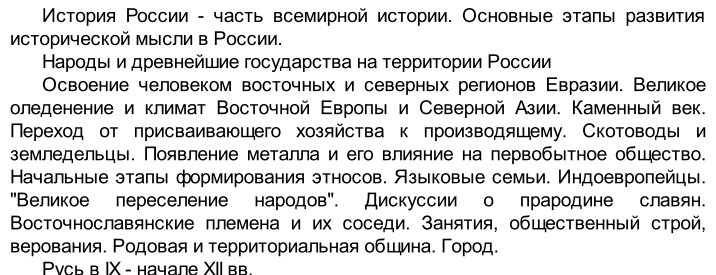 История России - часть всемирной истории. Основные этапы развития
исторической мысли в России.
Народы и древнейшие государства на территории России
Освоение человеком восточных и северных регионов Евразии. Великое
оледенение и климат Восточной Европы и Северной Азии. Каменный век.
Переход от присваивающего хозяйства к производящему. Скотоводы и
земледельцы. Появление металла и его влияние на первобытное общество.
Начальные этапы формирования этносов. Языковые семьи. Индоевропейцы.
"Великое переселение народов". Дискуссии о прародине славян.
Восточнославянские племена и их соседи. Занятия, общественный строй,
верования. Родовая и территориальная община. Город.
Русь в IX - начале XII вв.